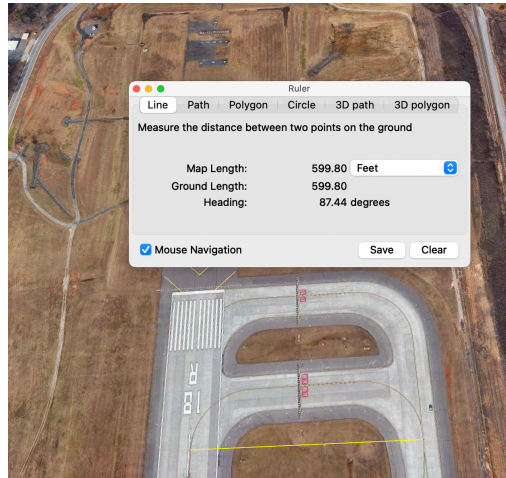 Ruler
Line Path Polygon Circle 3D path 3D polygon
Measure the distance between two points on the ground
Map Length: 599.80 Feet
Ground Length: 599.80
Heading: 87.44 degrees
Mouse Navigation Save Clear
18R